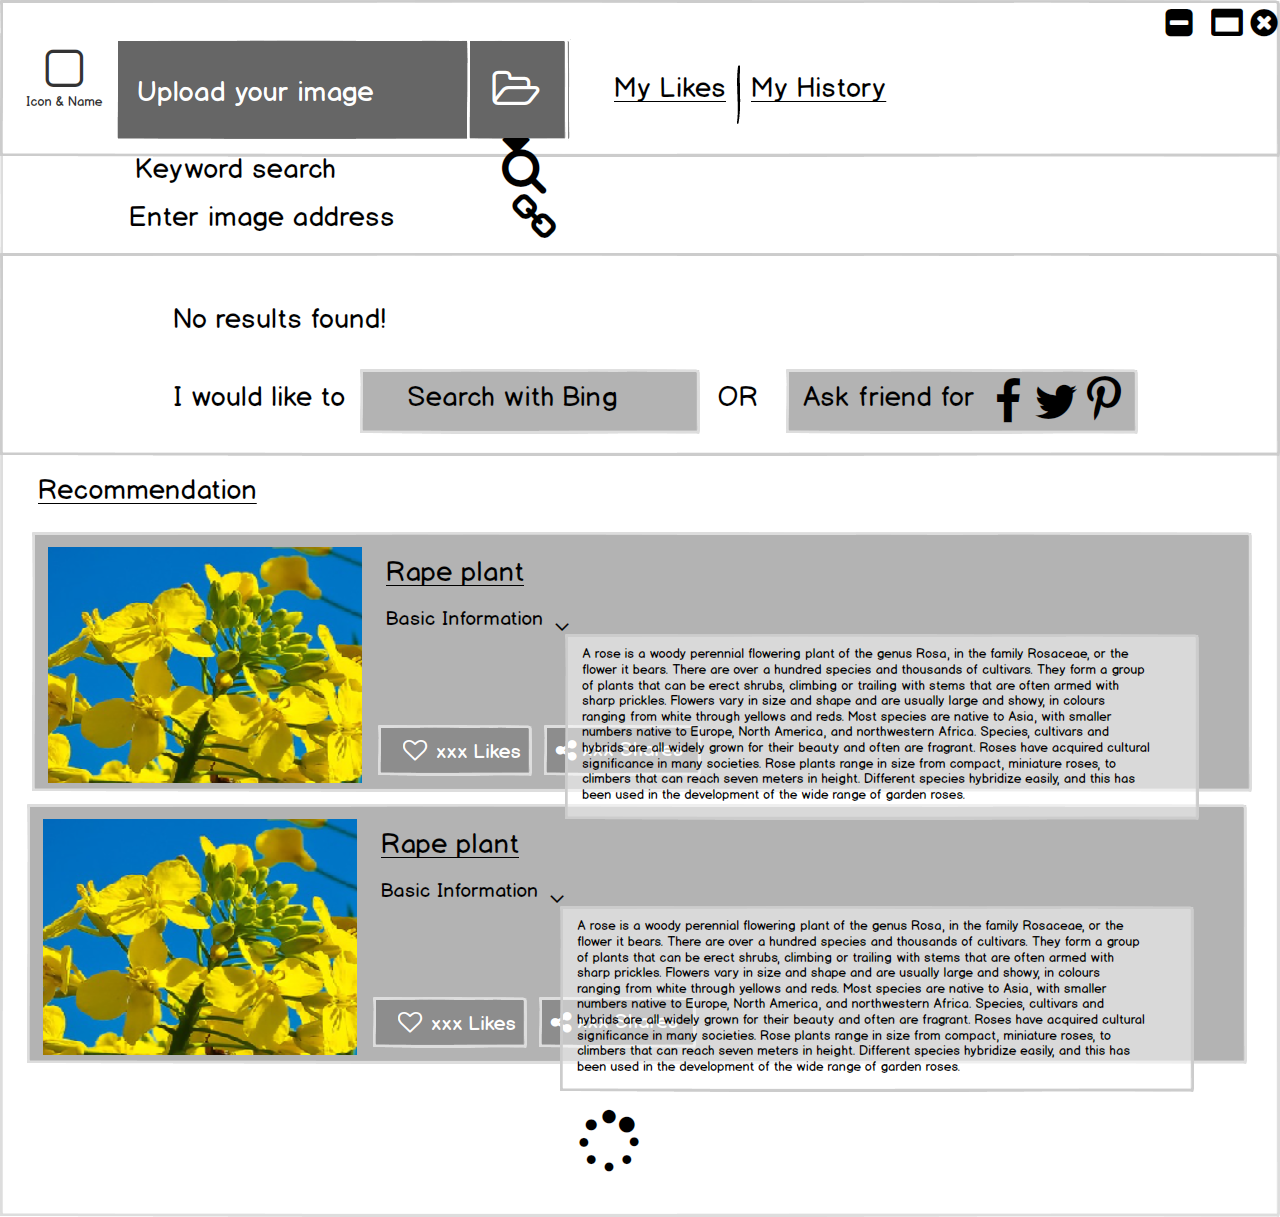 Icon & Name
Upload your image
My Likes
My History
Keyword search
Enter image address
No results found!
I would like to
Search with Bing
OR
Ask friend for
Recommendation
Rape plant
Basic Information
A rose is a woody perennial flowering plant of the genus Rosa, in the family Rosaceae, or the
flower it bears. There are over a hundred species and thousands of cultivars. They form a group
of plants that can be erect shrubs, climbing or trailing with stems that are often armed with
sharp prickles. Flowers vary in size and shape and are usually large and showy, in colours
ranging from white through yellows and reds. Most species are native to Asia, with smaller
numbers native to Europe, North America, and northwestern Africa. Species, cultivars and
hybrids are all widely grown for their beauty and often are fragrant. Roses have acquired cultural
significance in many societies. Rose plants range in size from compact, miniature roses, to
climbers that can reach seven meters in height. Different species hybridize easily, and this has
been used in the development of the wide range of garden roses.
xxx Likes
xxx Shares
Rape plant
Basic Information
A rose is a woody perennial flowering plant of the genus Rosa, in the family Rosaceae, or the
flower it bears. There are over a hundred species and thousands of cultivars. They form a group
of plants that can be erect shrubs, climbing or trailing with stems that are often armed with
sharp prickles. Flowers vary in size and shape and are usually large and showy, in colours
ranging from white through yellows and reds. Most species are native to Asia, with smaller
numbers native to Europe, North America, and northwestern Africa. Species, cultivars and
hybrids are all widely grown for their beauty and often are fragrant. Roses have acquired cultural
significance in many societies. Rose plants range in size from compact, miniature roses, to
climbers that can reach seven meters in height. Different species hybridize easily, and this has
been used in the development of the wide range of garden roses.
xxx Likes
xxx Shares